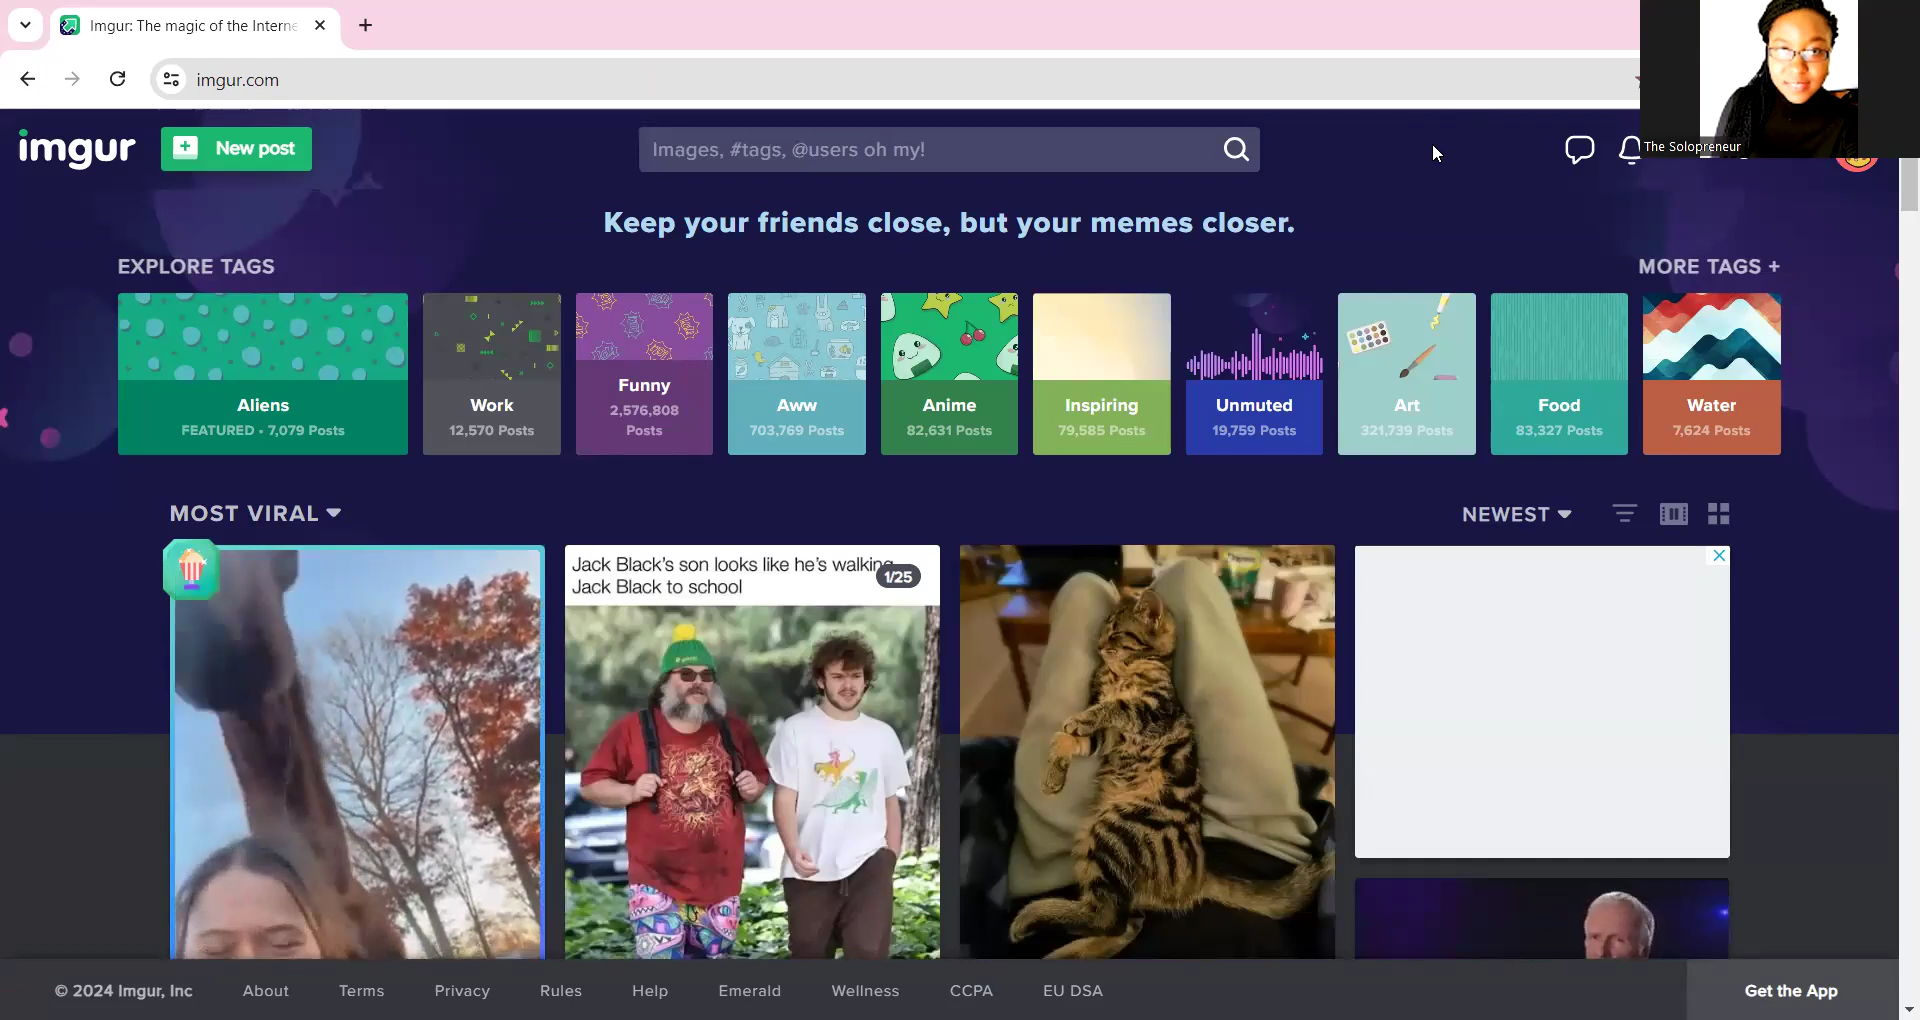 Imgur: The magic of the Interne
imgur.com
The Solopreneur
imgur
New post
Images, #tags, @users oh my!
Keep your friends close, but your memes closer.
EXPLORE TAGS
MORE TAGS +
Aliens
FEATURED • 7,079 Posts
Work
12,570 Posts
Funny
2,576,808
Posts
Aww
703,769 Posts
Anime
82,631 Posts
Inspiring
79,585 Posts
Unmuted
19,759 Posts
Art
321,739 Posts
Food
83,327 Posts
Water
7,624 Posts
MOST VIRAL
NEWEST
Jack Black's son looks like he's walking
Jack Black to school
1/25
© 2024 Imgur, Inc
About
Terms
Privacy
Rules
Help
Emerald
Wellness
CCPA
EU DSA
Get the App